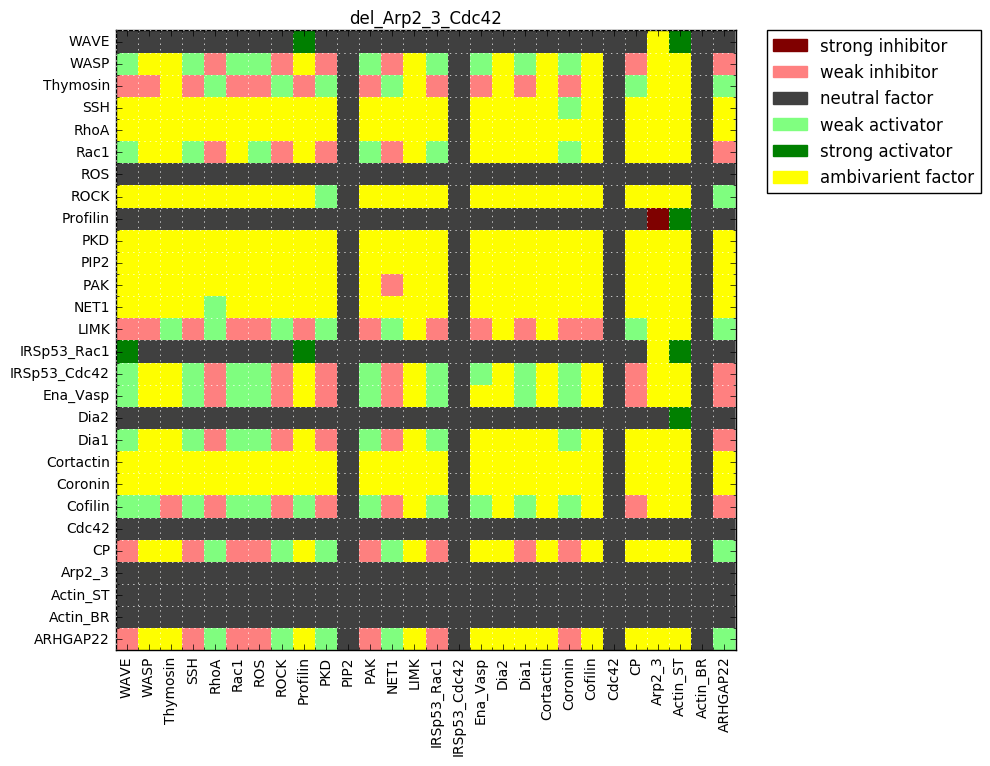 del_Arp2_3_Cdc42
WAVE
WASP
Thymosin
SSH
RhoA
Rac1
ROS
ROCK
Profilin
PKD
PIP2
PAK
NET1
LIMK
IRSp53_Rac1
IRSp53_Cdc42
Ena_Vasp
Dia2
Dia1
Cortactin
Coronin
Cofilin
Cdc42
CP
Arp2_3
Actin_ST
Actin_BR
ARHGAP22
WAVE
WASP
Thymosin
SSH
RhoA
Rac1
ROS
ROCK
Profilin
PKD
PIP2
PAK
NET1
LIMK
IRSp53_Rac1
IRSp53_Cdc42
Ena_Vasp
Dia2
Dia1
Cortactin
Coronin
Cofilin
Cdc42
CP
Arp2_3
Actin_ST
Actin_BR
ARHGAP22
strong inhibitor
weak inhibitor
neutral factor
weak activator
strong activator
ambivarient factor